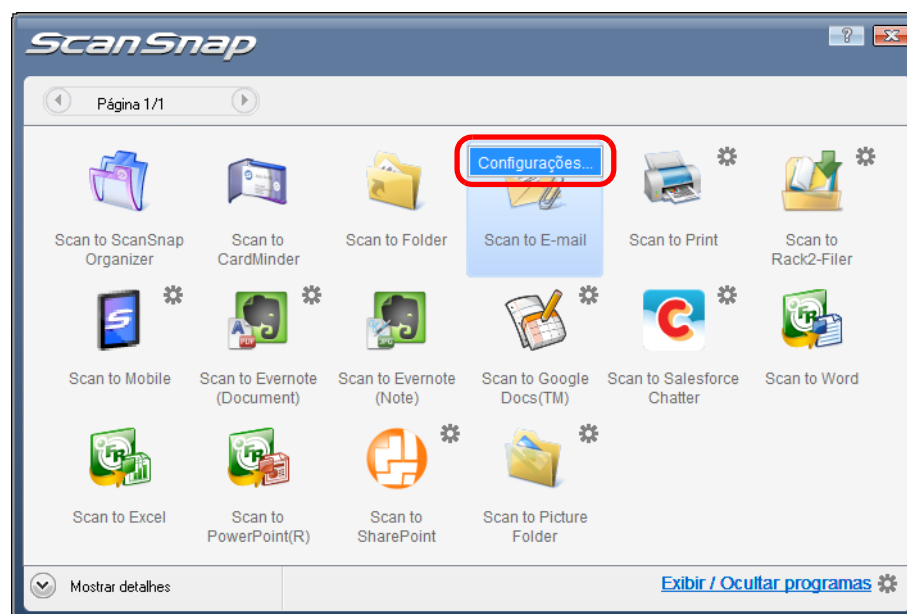 ScanSnap
Página 1/1
Configurações...
Scan to ScanSnap
Organizer
Scan to
CardMinder
Scan to Folder
Scan to E-mail
Scan to Print
Scan to
Rack2-Filer
Scan to Mobile
Scan to Evernote
(Document)
Scan to Evernote
(Note)
Scan to Google
Docs(TM)
Scan to Salesforce
Chatter
Scan to Word
Scan to Excel
Scan to
PowerPoint(R)
Scan to
SharePoint
Scan to Picture
Folder
Mostrar detalhes
Exibir / Ocultar programas